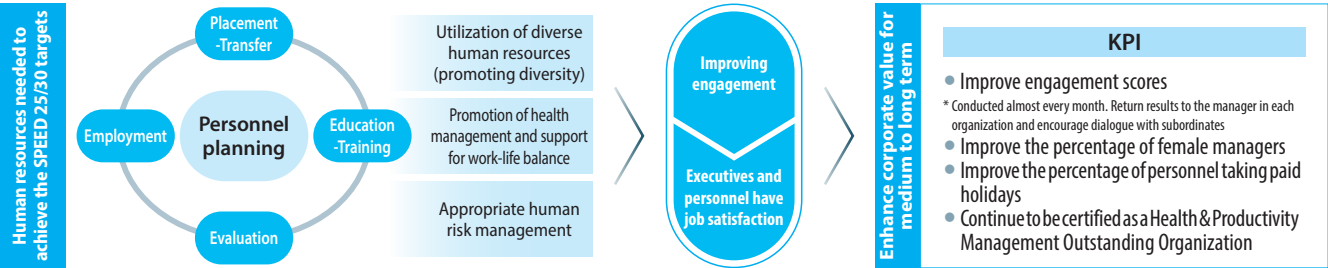 Human resources needed to
achieve the SPEED 25/30 targets
Placement
-Transfer
Employment
Personnel
planning
Education
-Training
Evaluation
Utilization of diverse
human resources
(promoting diversity)
Promotion of health
management and support
for work-life balance
Appropriate human
risk management
Improving
engagement
Executives and
personnel have
job satisfaction
Enhance corporate value for
medium to long term
KPI
● Improve engagement scores
* Conducted almost every month. Return results to the manager in each
organization and encourage dialogue with subordinates
● Improve the percentage of female managers
● Improve the percentage of personnel taking paid
holidays
● Continue to be certified as a Health & Productivity
Management Outstanding Organization